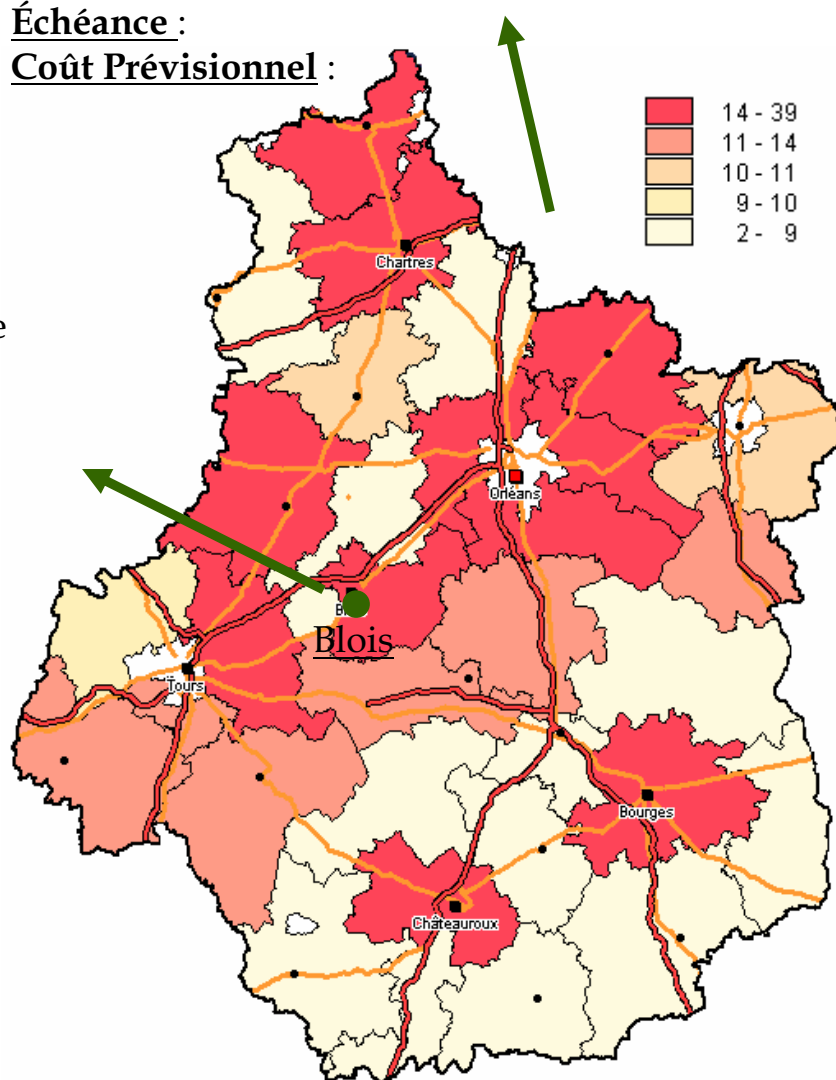 Échéance :
Coût Prévisionnel :
14 - 39
11 - 14
10 - 11
9 - 10
2 - 9
Chartres
e
Orléans
Blois
Tours
Bourges
Châteauroux